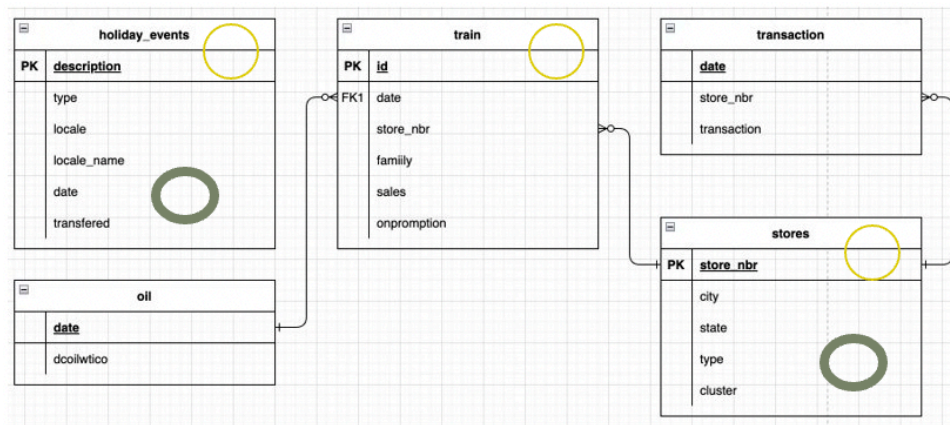 holiday_events
PK description
type
locale
locale_name
date
transfered
train
PK id
FK1 date
store_nbr
famiily
sales
onpromption
transaction
date
store_nbr
transaction
oil
date
dcoilwtico
stores
PK store_nbr
city
state
type
cluster